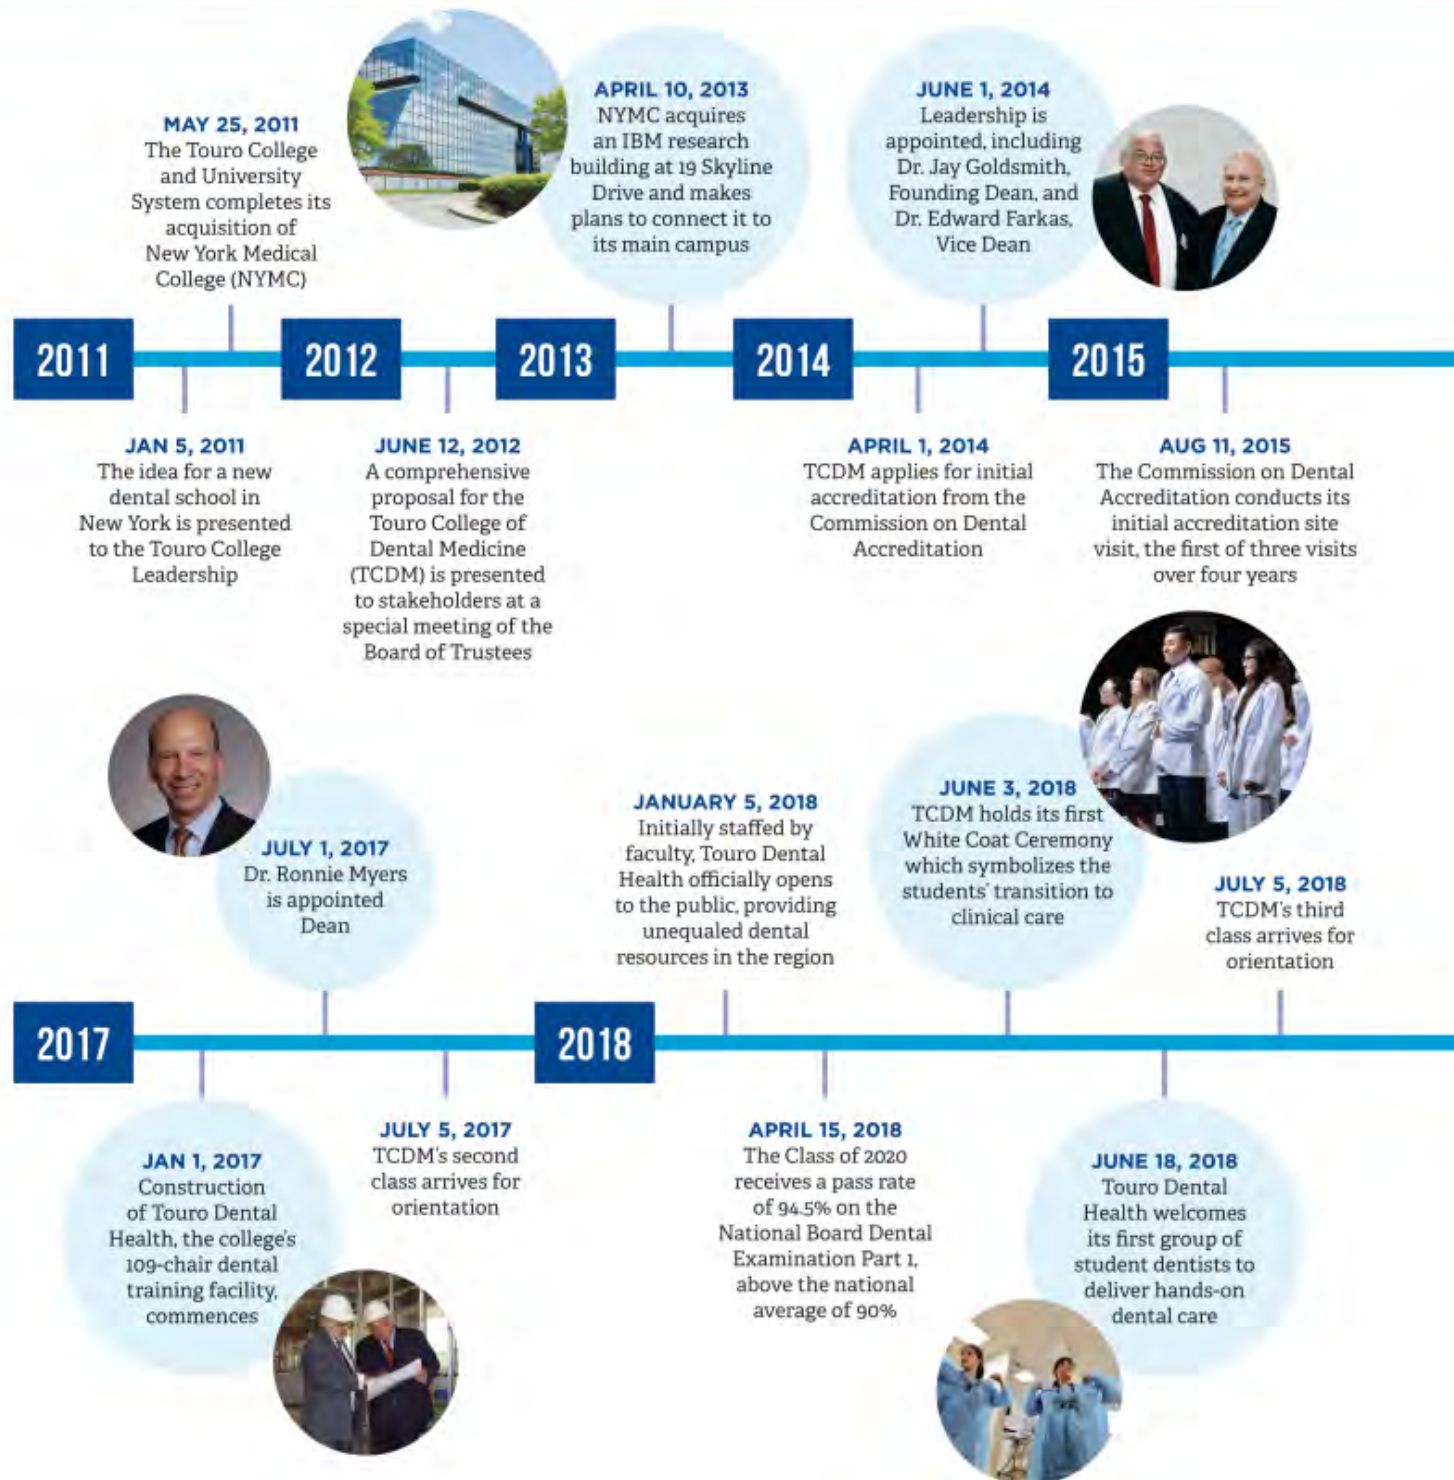 MAY 25, 2011
The Touro College
and University
System completes its
acquisition of
New York Medical
College (NYMC)
APRIL 10, 2013
NYMC acquires
an IBM research
building at 19 Skyline
Drive and makes
plans to connect it to
its main campus
JUNE 1, 2014
Leadership is
appointed, including
Dr. Jay Goldsmith,
Founding Dean, and
Dr. Edward Farkas,
Vice Dean
2011
2012
2013
2014
2015
JAN 5, 2011
The idea for a new
dental school in
New York is presented
to the Touro College
Leadership
JUNE 12, 2012
A comprehensive
proposal for the
Touro College of
Dental Medicine
(TCDM) is presented
to stakeholders at a
special meeting of the
Board of Trustees
APRIL 1, 2014
TCDM applies for initial
accreditation from the
Commission on Dental
Accreditation
AUG 11, 2015
The Commission on Dental
Accreditation conducts its
initial accreditation site
visit, the first of three visits
over four years
JULY 1, 2017
Dr. Ronnie Myers
is appointed
Dean
JANUARY 5, 2018
Initially staffed by
faculty, Touro Dental
Health officially opens
to the public, providing
unequaled dental
resources in the region
JUNE 3, 2018
TCDM holds its first
White Coat Ceremony
which symbolizes the
students' transition to
clinical care
JULY 5, 2018
TCDM's third
class arrives for
orientation
2017
2018
JAN 1, 2017
Construction
of Touro Dental
Health, the college's
109-chair dental
training facility,
commences
JULY 5, 2017
TCDM's second
class arrives for
orientation
APRIL 15, 2018
The Class of 2020
receives a pass rate
of 94.5% on the
National Board Dental
Examination Part 1,
above the national
average of 90%
JUNE 18, 2018
Touro Dental
Health welcomes
its first group of
student dentists to
deliver hands-on
dental care